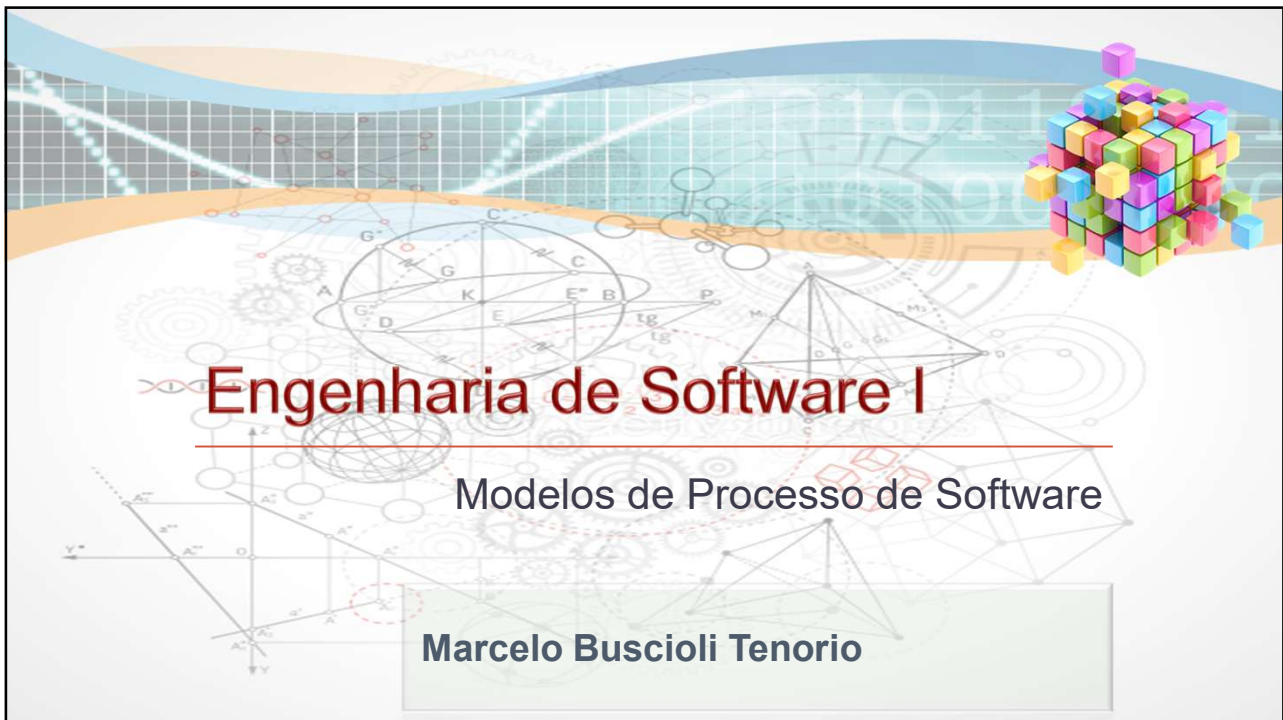 Engenharia de Software I
Modelos de Processo de Software
Marcelo Buscioli Tenorio